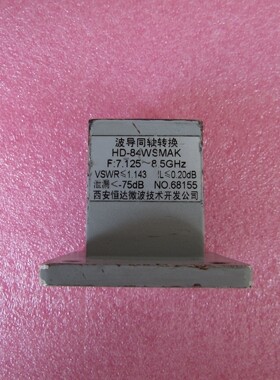 波导同轴转换
HD-84WSMAK
F:7.125～8.5GHz
VSWR≤1.143 IL≤0.20dB
泄漏<-75dB NO.68155
西安恒达微波技术开发公司